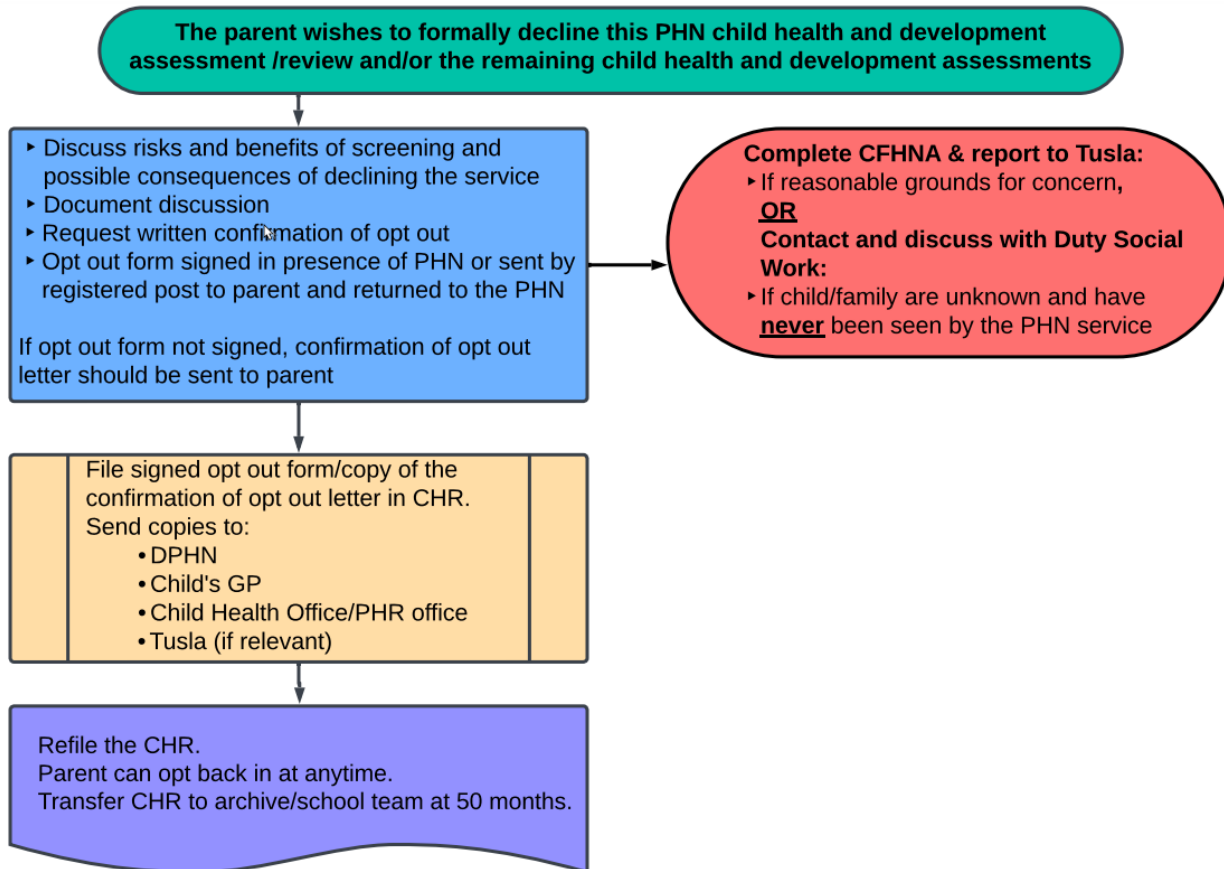 The parent wishes to formally decline this PHN child health and development
assessment /review and/or the remaining child health and development assessments
‣ Discuss risks and benefits of screening and
possible consequences of declining the service
‣ Document discussion
‣ Request written confirmation of opt out
‣ Opt out form signed in presence of PHN or sent by
registered post to parent and returned to the PHN
If opt out form not signed, confirmation of opt out
letter should be sent to parent
Complete CFHNA & report to Tusla:
‣ If reasonable grounds for concern,
OR
Contact and discuss with Duty Social
Work:
‣ If child/family are unknown and have
never been seen by the PHN service
File signed opt out form/copy of the
confirmation of opt out letter in CHR.
Send copies to:
• DPHN
• Child's GP
• Child Health Office/PHR office
• Tusla (if relevant)
Refile the CHR.
Parent can opt back in at anytime.
Transfer CHR to archive/school team at 50 months.